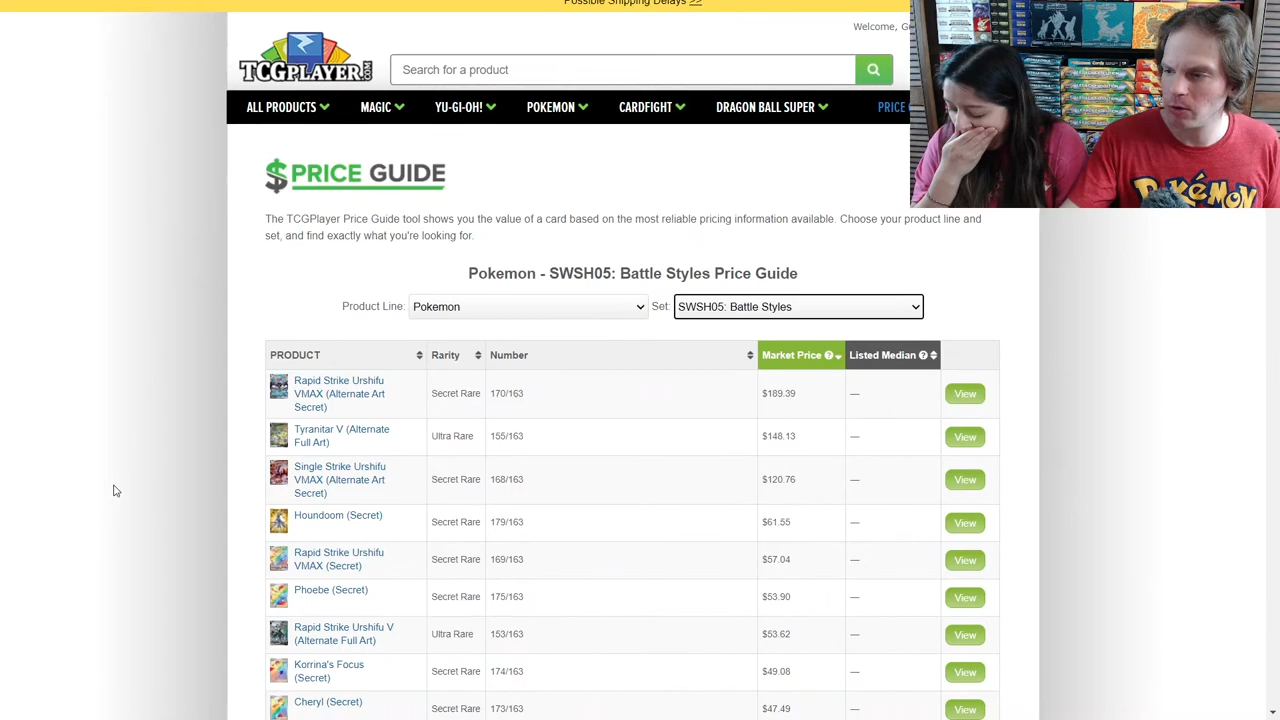 Possible Shipping Delays >>
Welcome, G
TCGPLAYER
Search for a product
ALL PRODUCTS MAGIC YU-GI-OH! POKEMON CARDFIGHT DRAGON BALL SUPER PRICE
$ PRICE GUIDE
The TCGPlayer Price Guide tool shows you the value of a card based on the most reliable pricing information available. Choose your product line and
set, and find exactly what you're looking for.
Pokemon - SWSH05: Battle Styles Price Guide
Product Line: Pokemon Set: SWSH05: Battle Styles
PRODUCT Rarity Number Market Price ? Listed Median ?
Rapid Strike Urshifu
VMAX (Alternate Art
Secret)
Secret Rare 170/163 $189.39 — View
Tyranitar V (Alternate
Full Art)
Ultra Rare 155/163 $148.13 — View
Single Strike Urshifu
VMAX (Alternate Art
Secret)
Secret Rare 168/163 $120.76 — View
Houndoom (Secret) Secret Rare 179/163 $61.55 — View
Rapid Strike Urshifu
VMAX (Secret)
Secret Rare 169/163 $57.04 — View
Phoebe (Secret) Secret Rare 175/163 $53.90 — View
Rapid Strike Urshifu V
(Alternate Full Art)
Ultra Rare 153/163 $53.62 — View
Korrina's Focus
(Secret)
Secret Rare 174/163 $49.08 — View
Cheryl (Secret) Secret Rare 173/163 $47.49 — View
POKéMON